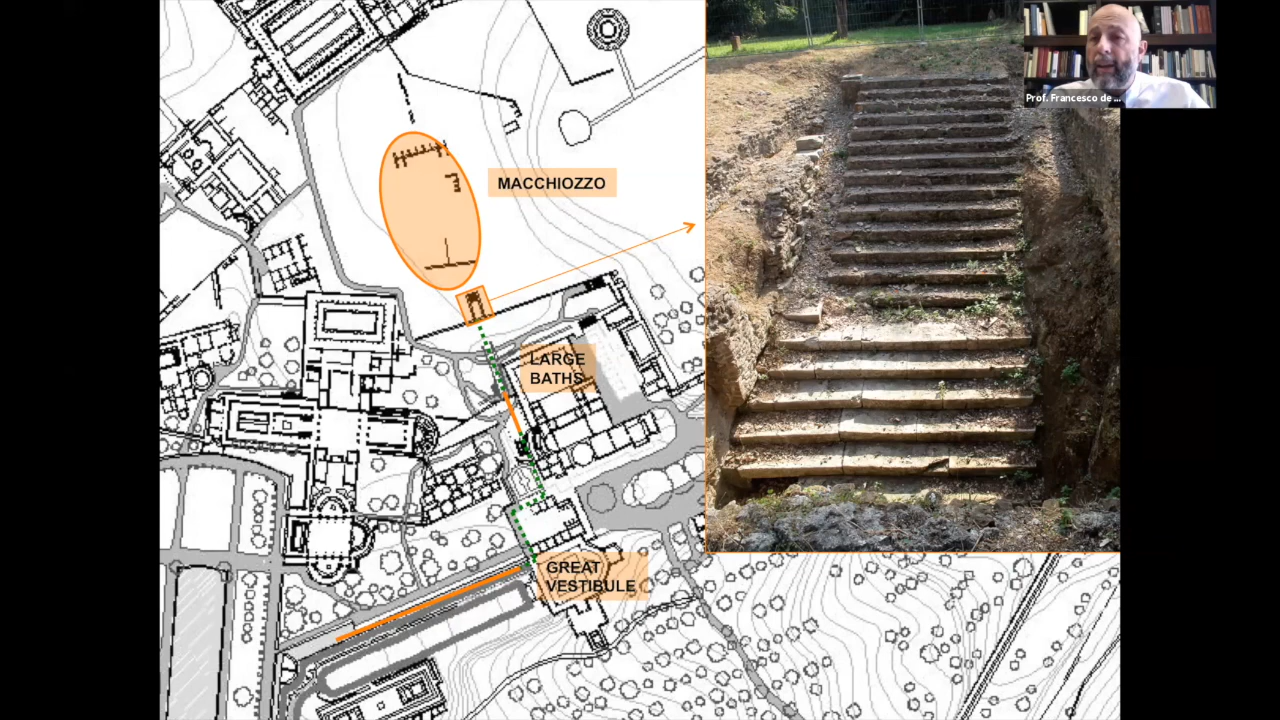 MACCHIOZZO
LARGE
BATHS
GREAT
VESTIBULE
Prof. Francesco de ...